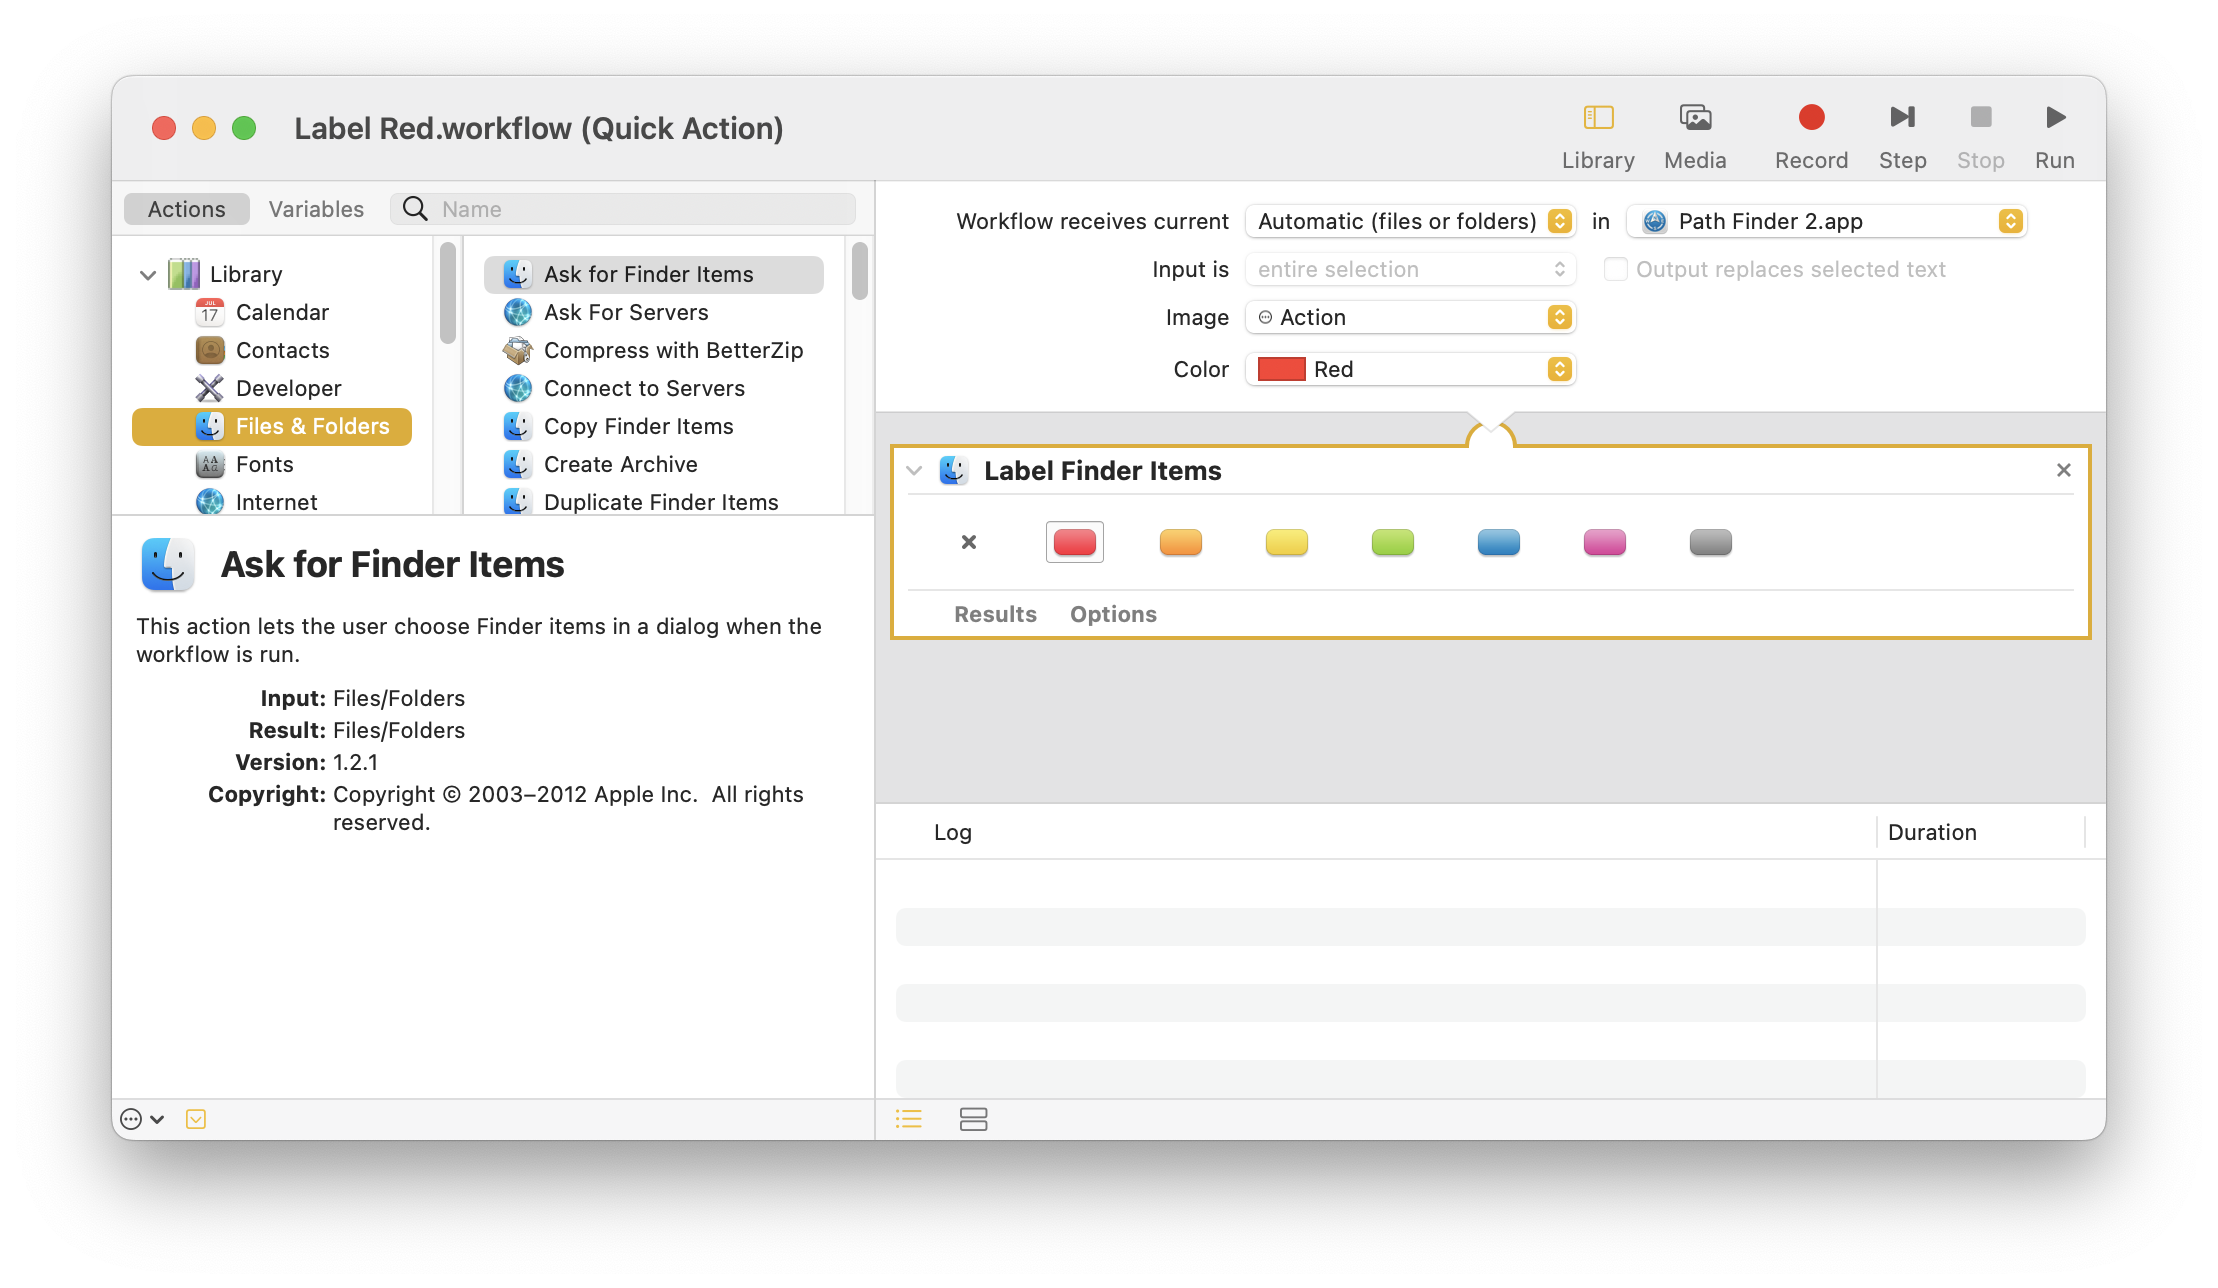 Label Red.workflow (Quick Action)
Library
Media
Record
Step
Stop
Run
Actions
Variables
Name
Library
Calendar
Contacts
Developer
Files & Folders
Fonts
Internet
Ask for Finder Items
Ask For Servers
Compress with BetterZip
Connect to Servers
Copy Finder Items
Create Archive
Duplicate Finder Items
Ask for Finder Items
This action lets the user choose Finder items in a dialog when the
workflow is run.
Input: Files/Folders
Result: Files/Folders
Version: 1.2.1
Copyright: Copyright © 2003–2012 Apple Inc. All rights
reserved.
Workflow receives current Automatic (files or folders) in Path Finder 2.app
Input is entire selection Output replaces selected text
Image Action
Color Red
Label Finder Items
Results Options
Log Duration
JUL
17